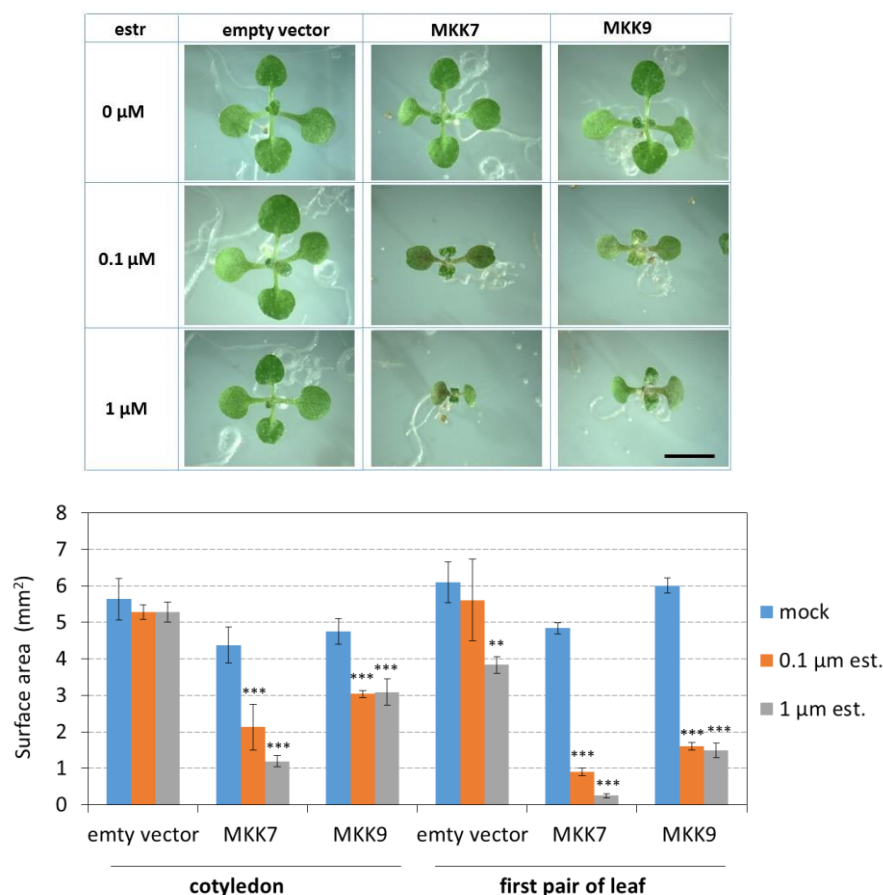 estr empty vector MKK7 MKK9
0 μM
0.1 μM
1 μM
8
7
6
5
4
3
2
1
0
Surface area (mm²)
***
***
***
***
**
***
***
***
***
mock
0.1 μm est.
1 μm est.
emty vector MKK7 MKK9 emty vector MKK7 MKK9
cotyledon first pair of leaf